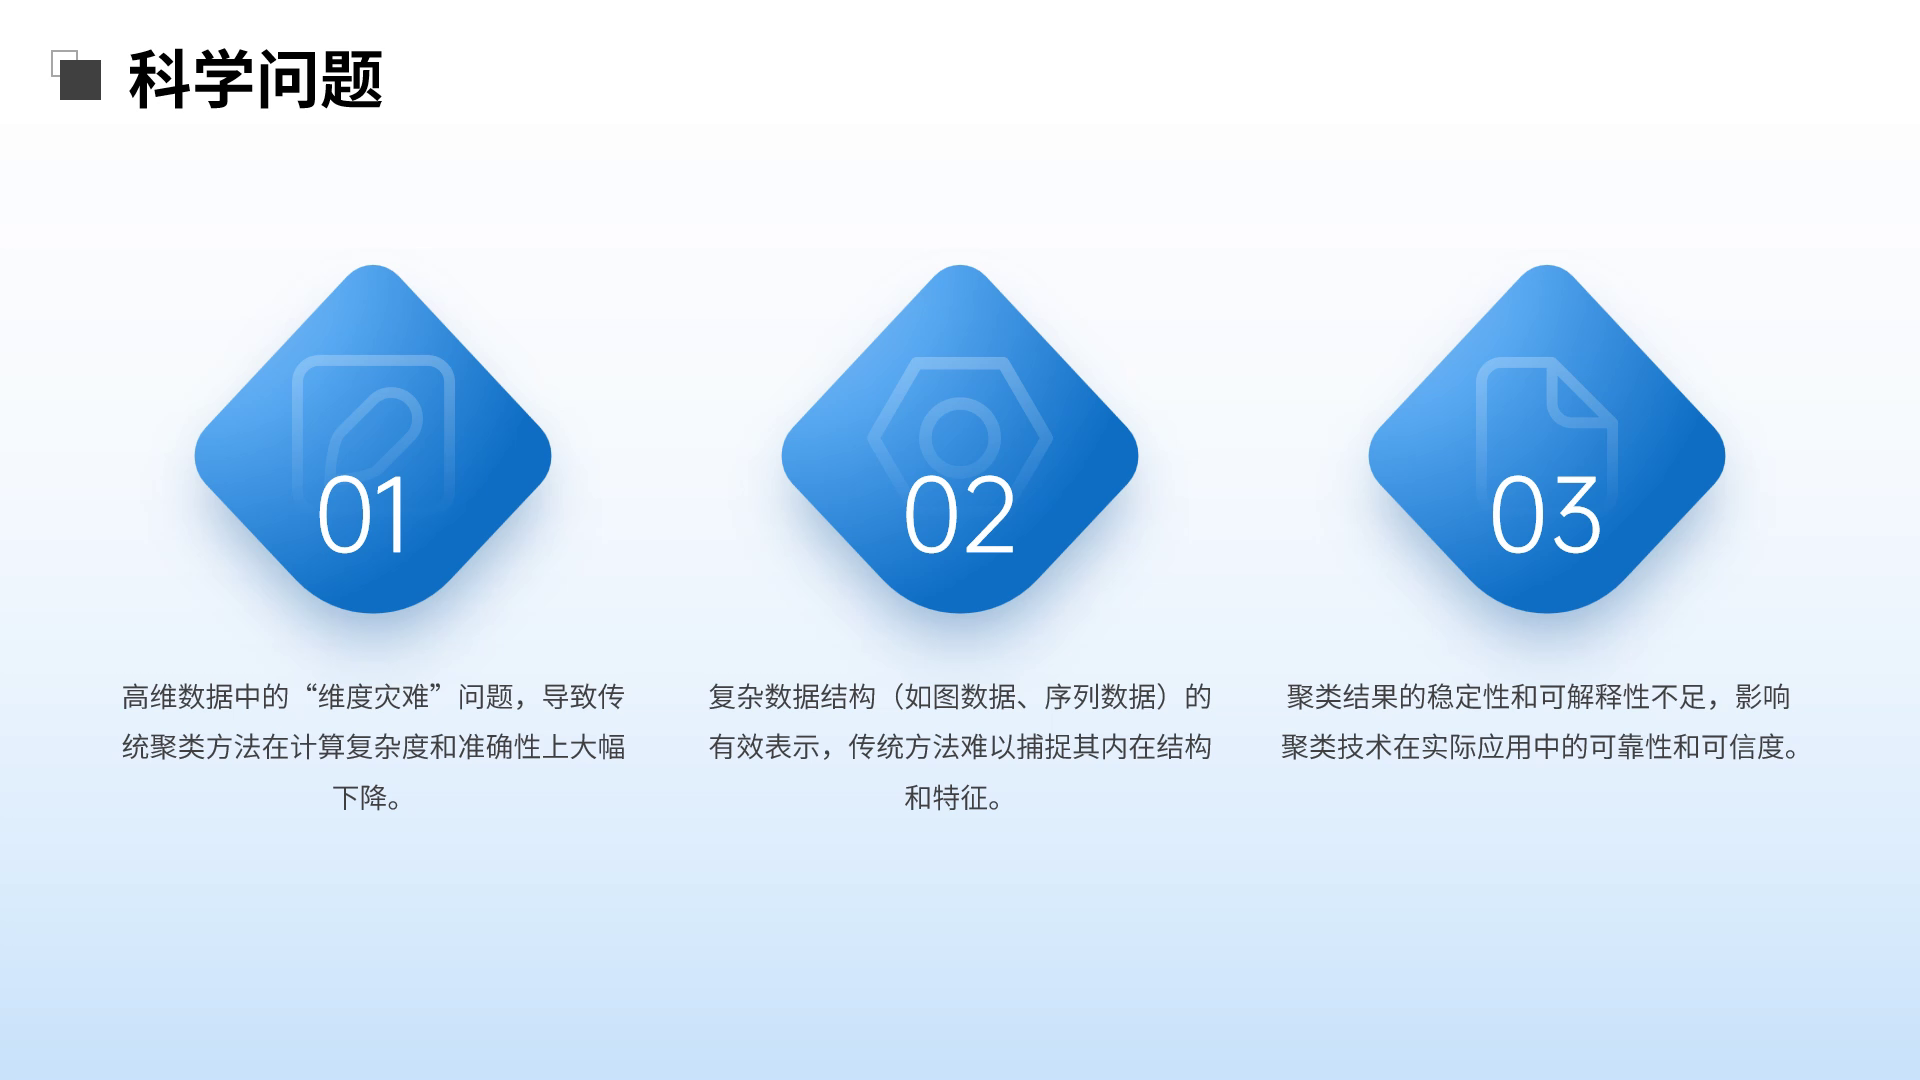 科学问题
01
高维数据中的“维度灾难”问题，导致传
统聚类方法在计算复杂度和准确性上大幅
下降。
02
复杂数据结构（如图数据、序列数据）的
有效表示，传统方法难以捕捉其内在结构
和特征。
03
聚类结果的稳定性和可解释性不足，影响
聚类技术在实际应用中的可靠性和可信度。